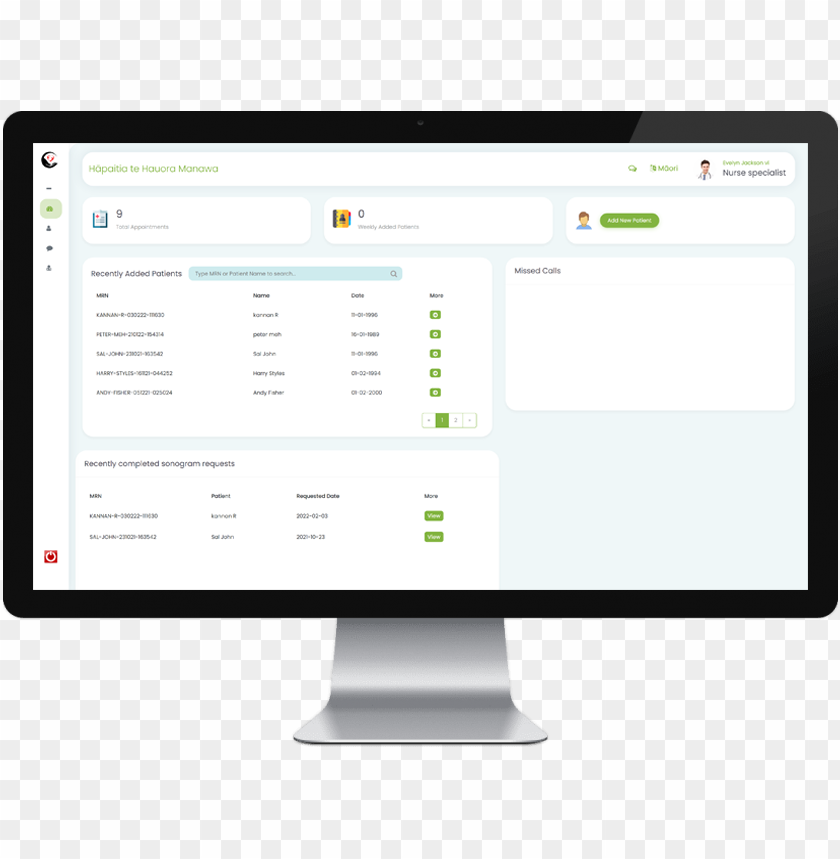 Hāpaitia te Hauora Manawa
Māori
Everyn Jackson vi
Nurse specialist
9
Total Appointments
0
Weekly Added Patients
Add New Patient
Recently Added Patients
Type MRN or Patient Name to search...
Missed Calls
MRN Name Date More
KANNAN-R-030222-111630 kannan R 11-01-1996
PETER-MEH-210122-154314 peter meh 16-01-1989
SAL-JOHN-231021-163542 Sal John 11-01-1996
HARRY-STYLES-161121-044252 Harry Styles 01-02-1994
ANDY-FISHER-051221-025024 Andy Fisher 01-02-2000
« 1 2 »
Recently completed sonogram requests
MRN Patient Requested Date More
KANNAN-R-030222-111630 kannan R 2022-02-03 View
SAL-JOHN-231021-163542 Sal John 2021-10-23 View